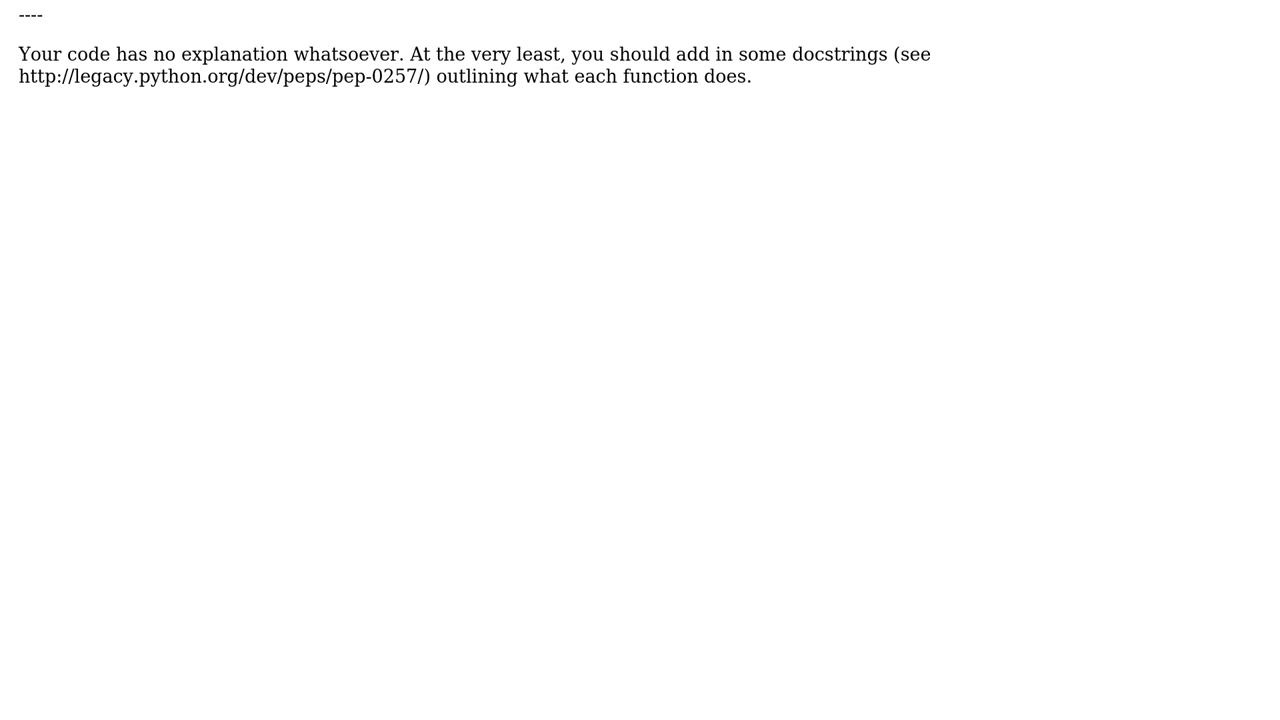 ----
Your code has no explanation whatsoever. At the very least, you should add in some docstrings (see
http://legacy.python.org/dev/peps/pep-0257/) outlining what each function does.